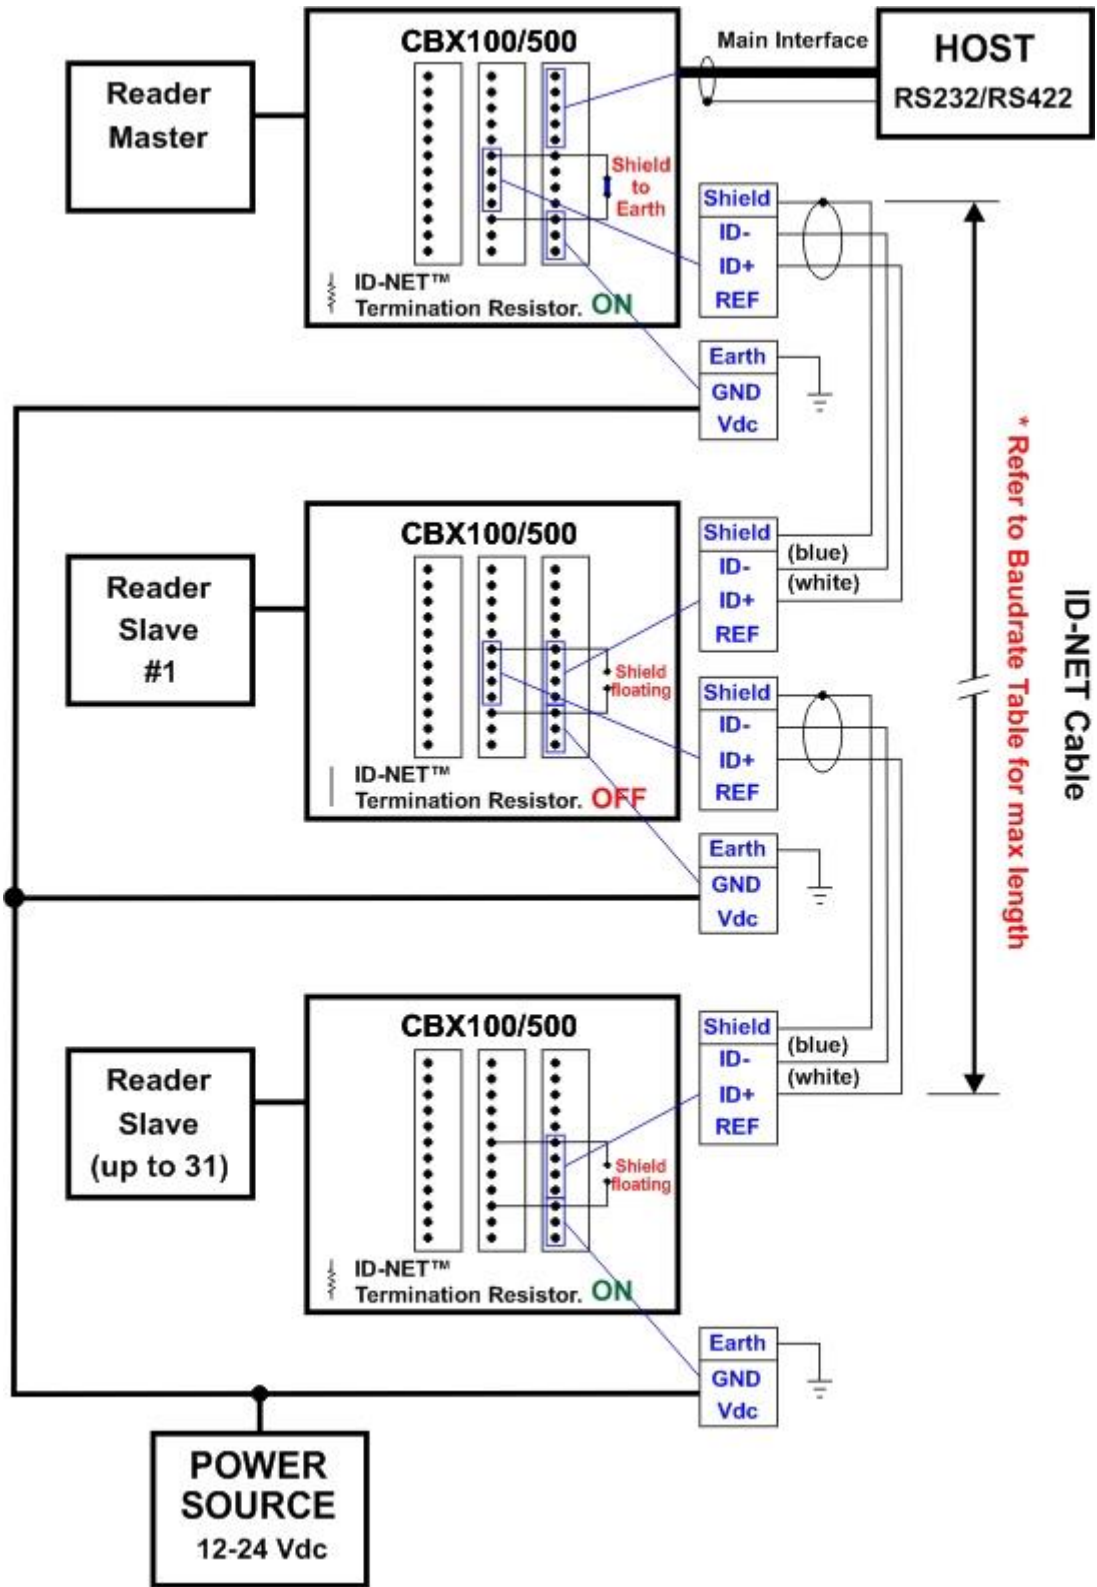 CBX100/500
Main Interface
HOST
RS232/RS422
Reader
Master
Shield
to
Earth
ID-NET™
Termination Resistor. ON
Shield
ID-
ID+
REF
Earth
GND
Vdc
CBX100/500
Reader
Slave
#1
Shield
floating
ID-NET™
Termination Resistor. OFF
Shield
(blue)
ID-
(white)
ID+
REF
Shield
ID-
ID+
REF
Earth
GND
Vdc
CBX100/500
Reader
Slave
(up to 31)
Shield
floating
ID-NET™
Termination Resistor. ON
Shield
(blue)
ID-
(white)
ID+
REF
Earth
GND
Vdc
* Refer to Baudrate Table for max length
ID-NET Cable
POWER
SOURCE
12-24 Vdc